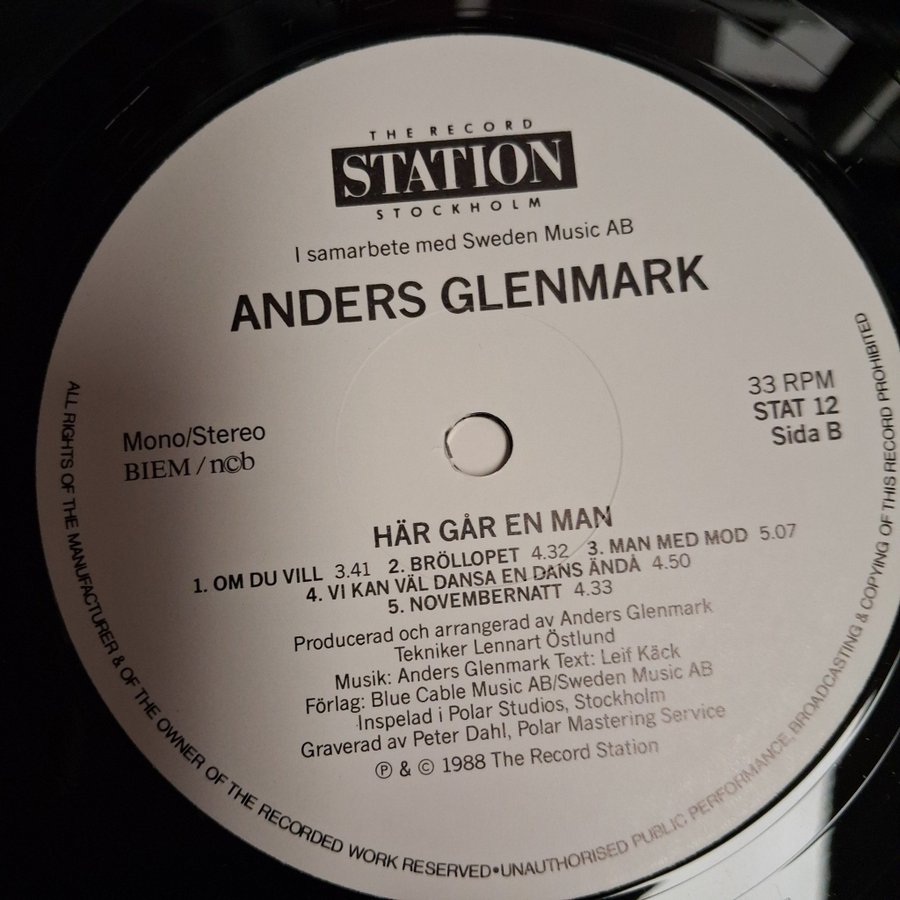 THE RECORD
STATION
STOCKHOLM
I samarbete med Sweden Music AB
ANDERS GLENMARK
33 RPM
STAT 12
Sida B
Mono/Stereo
BIEM / n©b
HÄR GÅR EN MAN
1. OM DU VILL 3.41 2. BRÖLLOPET 4.32 3. MAN MED MOD 5.07
4. VI KAN VÄL DANSA EN DANS ÄNDÅ 4.50
5. NOVEMBERNATT 4.33
Producerad och arrangerad av Anders Glenmark
Tekniker Lennart Östlund
Musik: Anders Glenmark Text: Leif Käck
Förlag: Blue Cable Music AB/Sweden Music AB
Inspelad i Polar Studios, Stockholm
Graverad av Peter Dahl, Polar Mastering Service
℗ & © 1988 The Record Station
ALL RIGHTS OF THE MANUFACTURER & OF THE OWNER OF THE RECORDED WORK RESERVED•UNAUTHORISED PUBLIC PERFORMANCE, BROADCASTING & COPYING OF THIS RECORD PROHIBITED